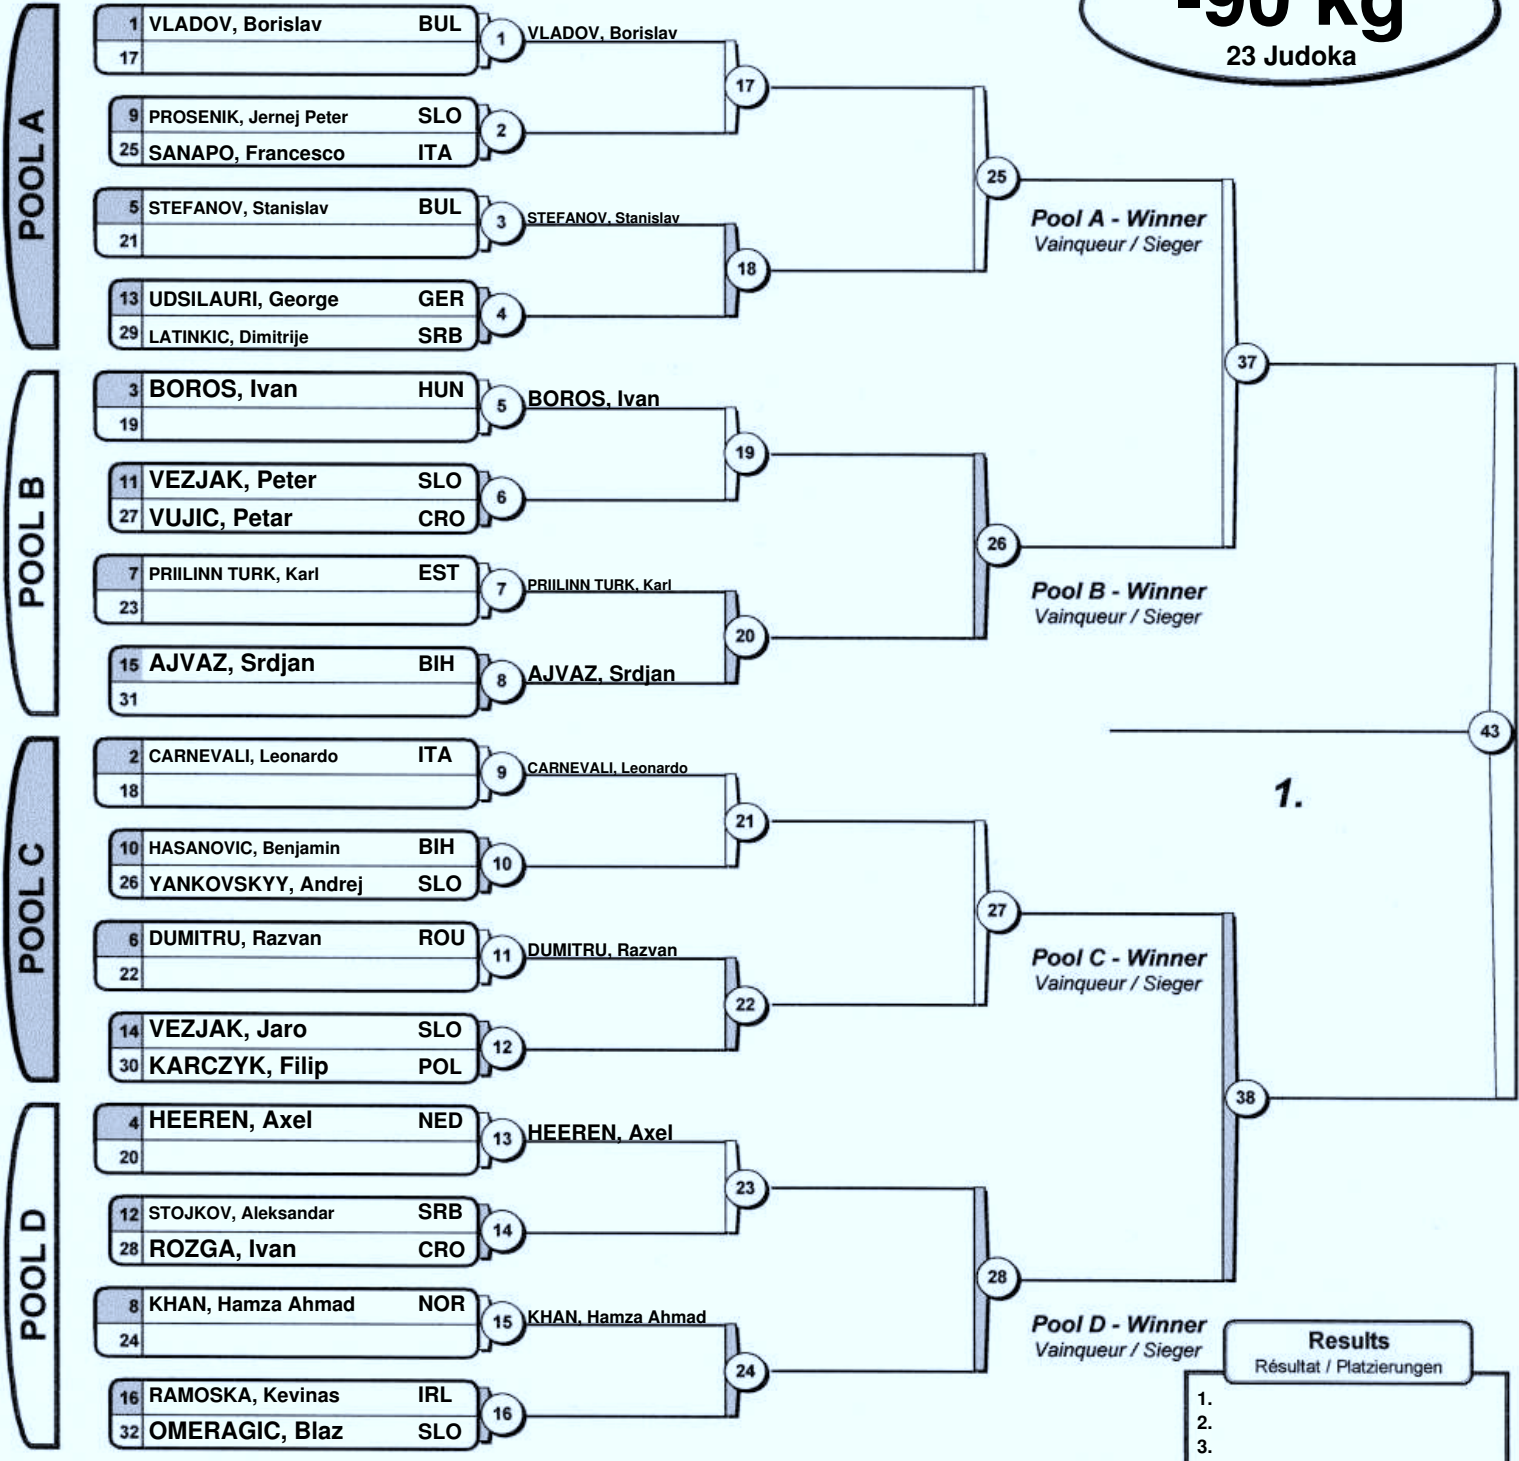 -90 kg
23 Judoka
POOL A
1 VLADOV, Borislav BUL
17
1 VLADOV, Borislav
17
9 PROSENIK, Jernej Peter SLO
25 SANAPO, Francesco ITA
2
25
5 STEFANOV, Stanislav BUL
21
3 STEFANOV, Stanislav
18
Pool A - Winner
Vainqueur / Sieger
13 UDSILAURI, George GER
29 LATINKIC, Dimitrije SRB
4
37
POOL B
3 BOROS, Ivan HUN
19
5 BOROS, Ivan
19
11 VEZJAK, Peter SLO
27 VUJIC, Petar CRO
6
26
7 PRIILINN TURK, Karl EST
23
7 PRIILINN TURK, Karl
20
Pool B - Winner
Vainqueur / Sieger
15 AJVAZ, Srdjan BIH
31
8 AJVAZ, Srdjan
43
1.
POOL C
2 CARNEVALI, Leonardo ITA
18
9 CARNEVALI, Leonardo
21
10 HASANOVIC, Benjamin BIH
26 YANKOVSKYY, Andrej SLO
10
27
6 DUMITRU, Razvan ROU
22
11 DUMITRU, Razvan
22
Pool C - Winner
Vainqueur / Sieger
14 VEZJAK, Jaro SLO
30 KARCZYK, Filip POL
12
38
POOL D
4 HEEREN, Axel NED
20
13 HEEREN, Axel
23
12 STOJKOV, Aleksandar SRB
28 ROZGA, Ivan CRO
14
28
8 KHAN, Hamza Ahmad NOR
24
15 KHAN, Hamza Ahmad
24
Pool D - Winner
Vainqueur / Sieger
16 RAMOSKA, Kevinas IRL
32 OMERAGIC, Blaz SLO
16
Results
Résultat / Platzierungen
1.
2.
3.